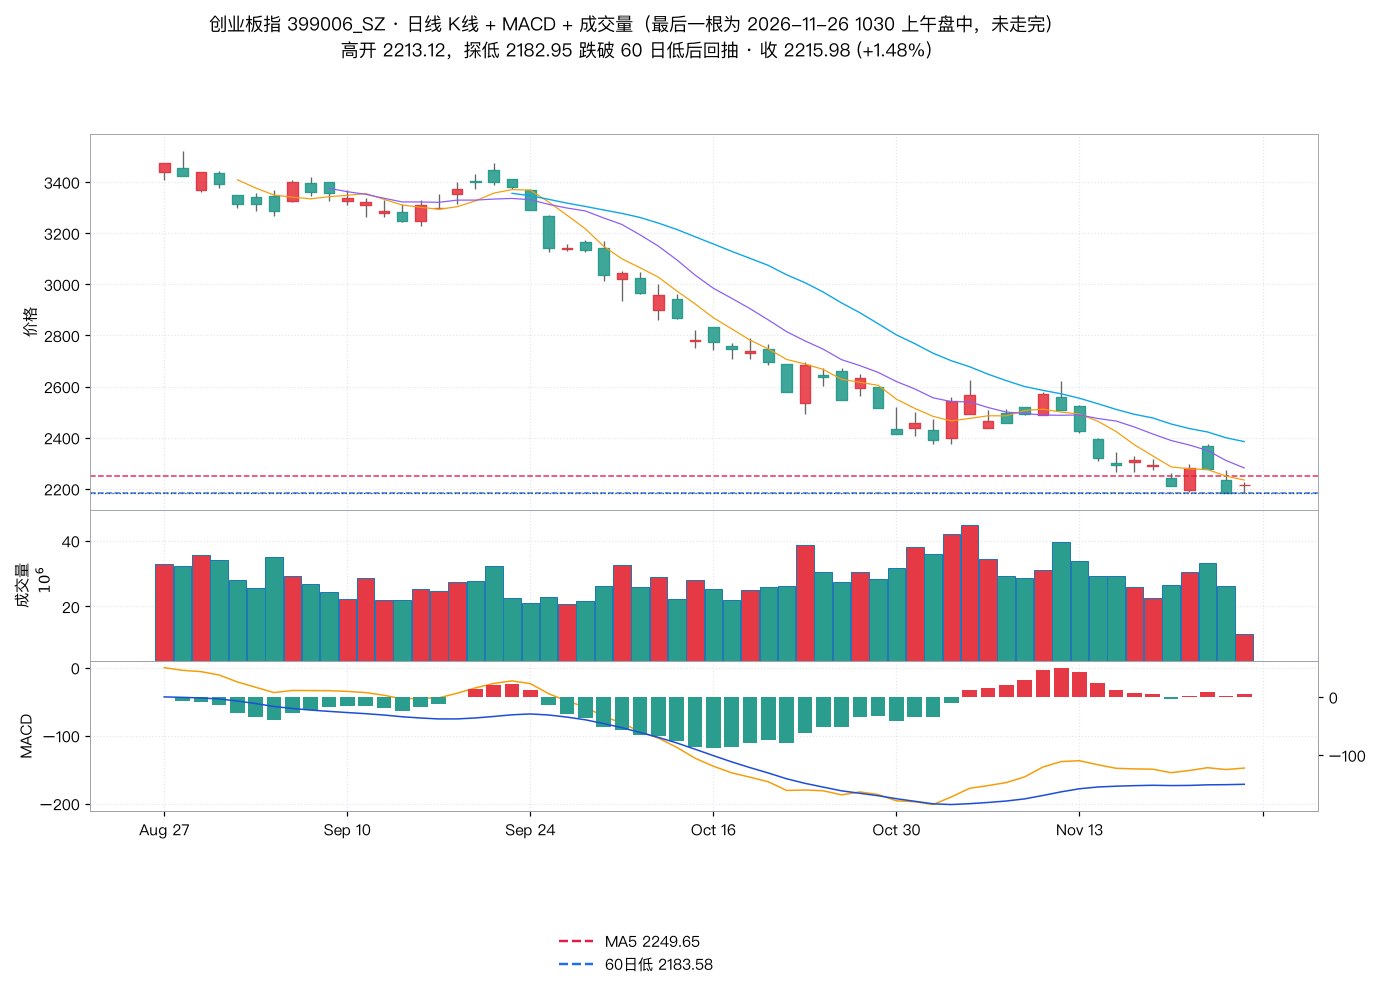 创业板指 399006_SZ · 日线 K线 + MACD + 成交量（最后一根为 2026−11−26 1030 上午盘中，未走完）
高开 2213.12，探低 2182.95 跌破 60 日低后回抽 · 收 2215.98 (+1.48%)
价格
3400
3200
3000
2800
2600
2400
2200
成交量
10⁶
40
20
MACD
0
−100
−200
0
−100
Aug 27
Sep 10
Sep 24
Oct 16
Oct 30
Nov 13
MA5 2249.65
60日低 2183.58